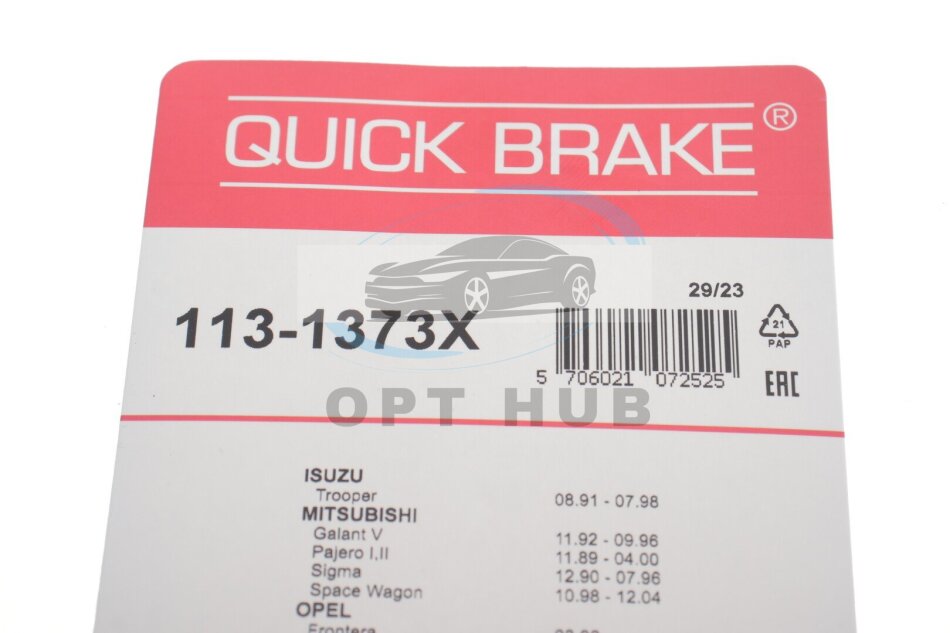 QUICK BRAKE®
29/23
113-1373X
21
PAP
5 706021 072525
EAC
OPT HUB
ISUZU
Trooper 08.91 - 07.98
MITSUBISHI
Galant V 11.92 - 09.96
Pajero I,II 11.89 - 04.00
Sigma 12.90 - 07.96
Space Wagon 10.98 - 12.04
OPEL
Frontera